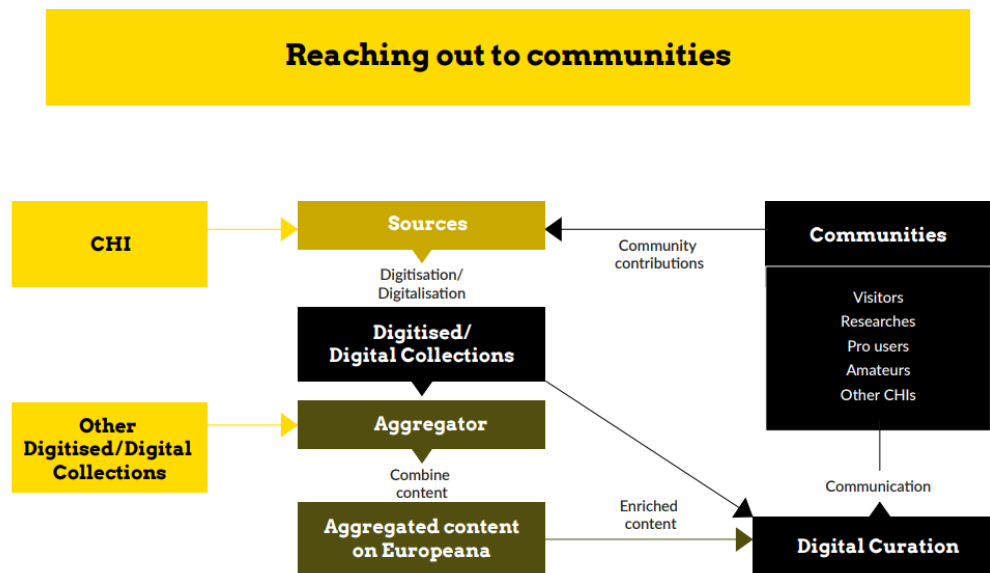 Reaching out to communities
CHI
Sources
Community
contributions
Communities
Digitisation/
Digitalisation
Visitors
Researches
Pro users
Amateurs
Other CHIs
Digitised/
Digital Collections
Other
Digitised/Digital
Collections
Aggregator
Combine
content
Communication
Aggregated content
on Europeana
Enriched
content
Digital Curation